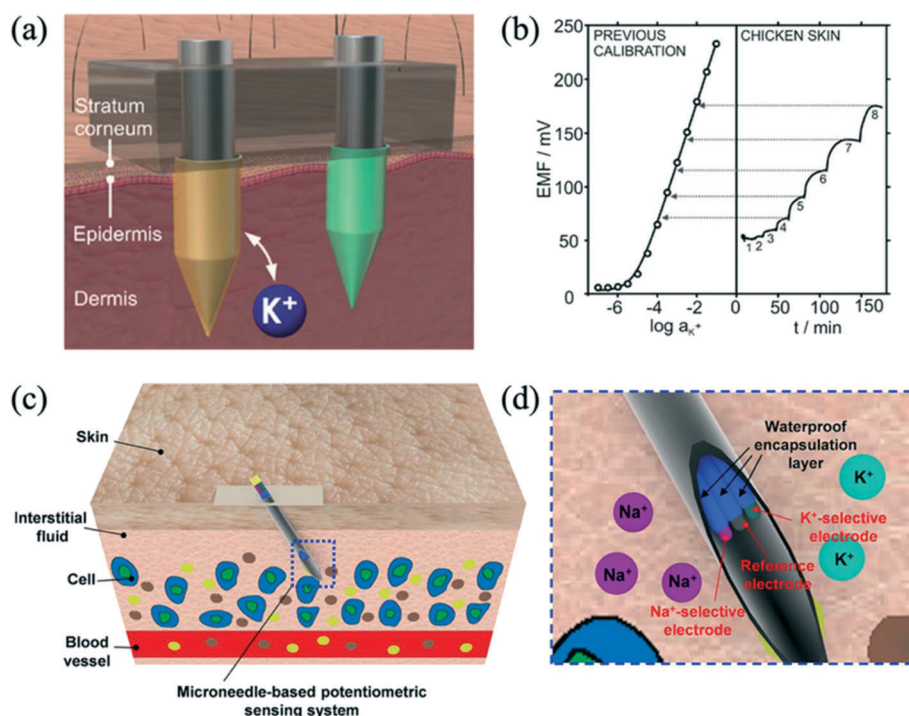 (a)
Stratum
corneum
Epidermis
Dermis
K⁺
(b)
PREVIOUS
CALIBRATION
CHICKEN SKIN
EMF / mV
250
200
150
100
50
0
-6
-4
-2
0
50
100
150
log aK⁺
t / min
1
2
3
4
5
6
7
8
(c)
Skin
Interstitial
fluid
Cell
Blood
vessel
Microneedle-based potentiometric
sensing system
(d)
Waterproof
encapsulation
layer
K⁺
Na⁺
K⁺-selective
electrode
Reference
electrode
K⁺
Na⁺
Na⁺
Na⁺-selective
electrode